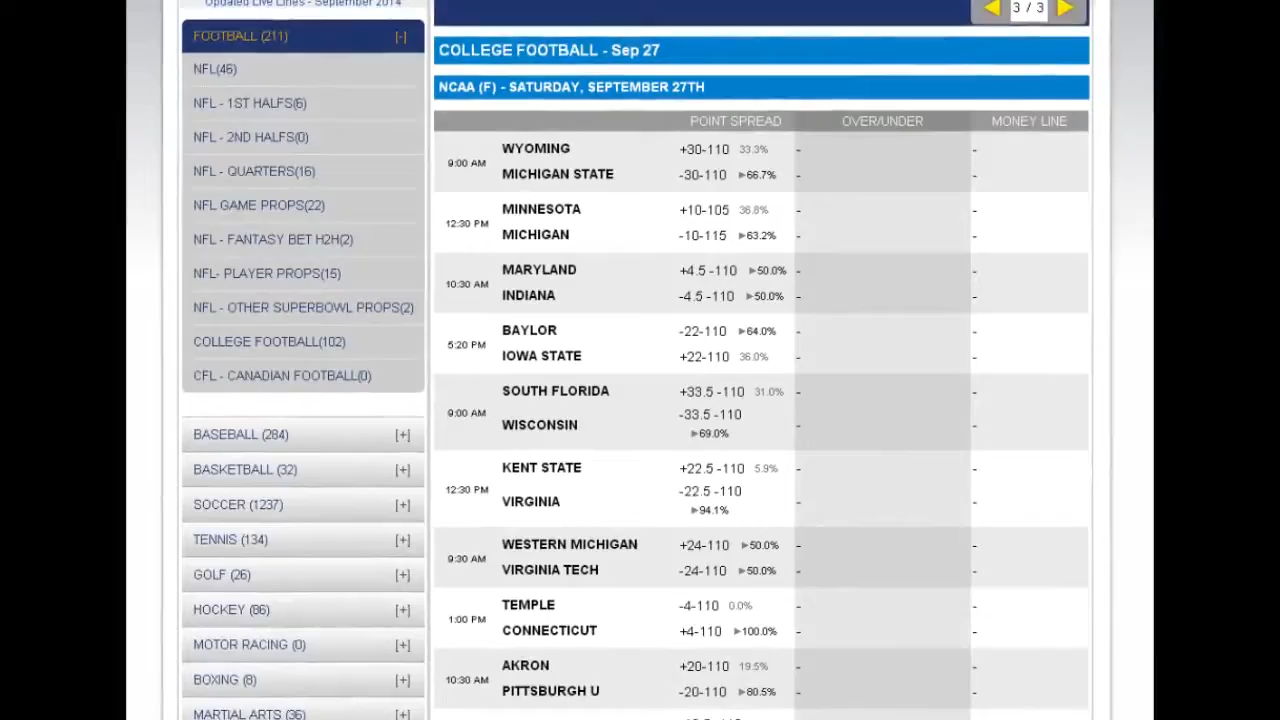 Updated Live Lines - September 2014
FOOTBALL (211) [-]
NFL(46)
NFL - 1ST HALFS(6)
NFL - 2ND HALFS(0)
NFL - QUARTERS(16)
NFL GAME PROPS(22)
NFL - FANTASY BET H2H(2)
NFL- PLAYER PROPS(15)
NFL - OTHER SUPERBOWL PROPS(2)
COLLEGE FOOTBALL(102)
CFL - CANADIAN FOOTBALL(0)
BASEBALL (284) [+]
BASKETBALL (32) [+]
SOCCER (1237) [+]
TENNIS (134) [+]
GOLF (26) [+]
HOCKEY (86) [+]
MOTOR RACING (0) [+]
BOXING (8) [+]
MARTIAL ARTS (36) [+]
3 / 3
COLLEGE FOOTBALL - Sep 27
NCAA (F) - SATURDAY, SEPTEMBER 27TH
POINT SPREAD OVER/UNDER MONEY LINE
WYOMING +30-110 33.3% - -
9:00 AM
MICHIGAN STATE -30-110 ▶66.7% - -
MINNESOTA +10-105 36.8% - -
12:30 PM
MICHIGAN -10-115 ▶63.2% - -
MARYLAND +4.5 -110 ▶50.0% - -
10:30 AM
INDIANA -4.5 -110 ▶50.0% - -
BAYLOR -22-110 ▶64.0% - -
5:20 PM
IOWA STATE +22-110 36.0% - -
SOUTH FLORIDA +33.5 -110 31.0% - -
9:00 AM
-33.5 -110
WISCONSIN - -
▶69.0%
KENT STATE +22.5 -110 5.9% - -
12:30 PM
-22.5 -110
VIRGINIA - -
▶94.1%
WESTERN MICHIGAN +24-110 ▶50.0% - -
9:30 AM
VIRGINIA TECH -24-110 ▶50.0% - -
TEMPLE -4-110 0.0% - -
1:00 PM
CONNECTICUT +4-110 ▶100.0% - -
AKRON +20-110 19.5% - -
10:30 AM
PITTSBURGH U -20-110 ▶80.5% - -